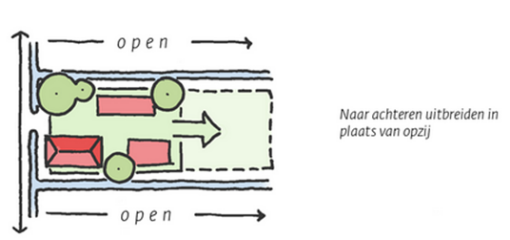 open
Naar achteren uitbreiden in
plaats van opzij
open